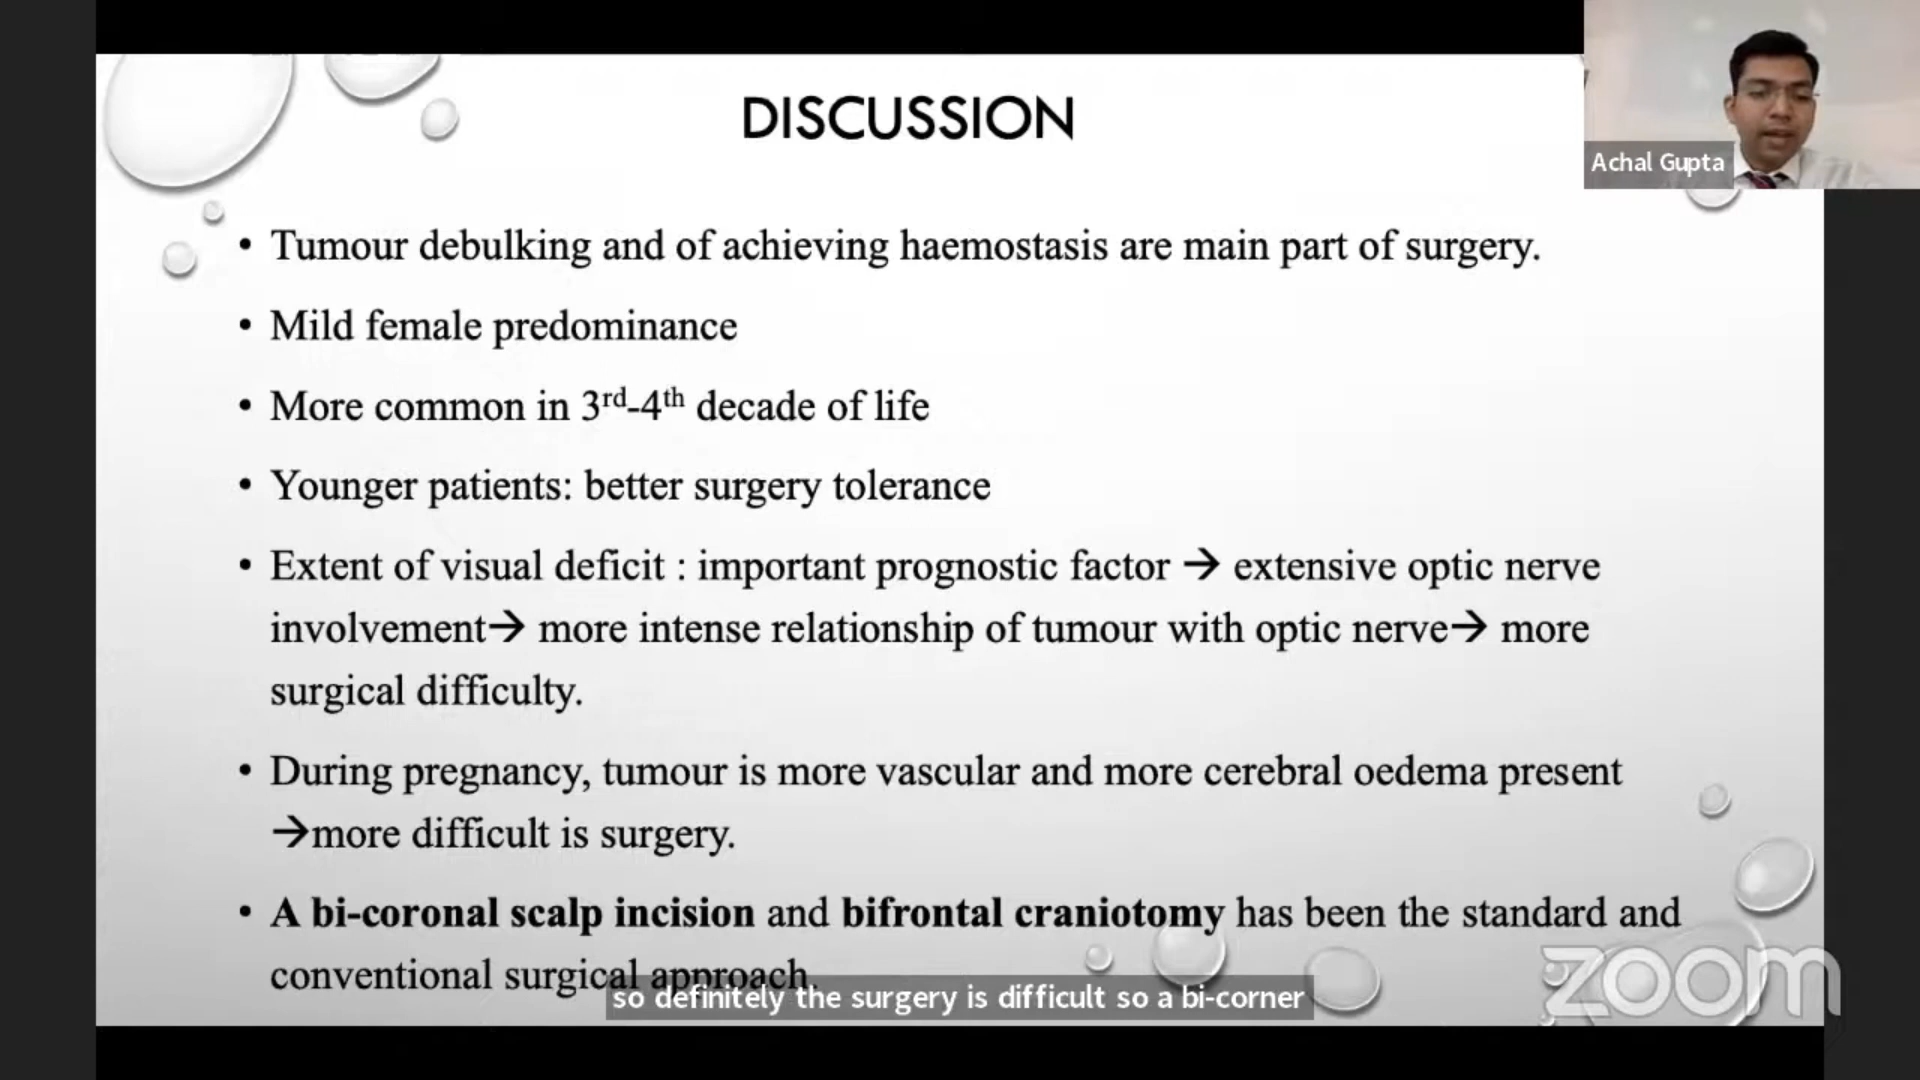 DISCUSSION
Achal Gupta
• Tumour debulking and of achieving haemostasis are main part of surgery.
• Mild female predominance
• More common in 3rd-4th decade of life
• Younger patients: better surgery tolerance
• Extent of visual deficit : important prognostic factor → extensive optic nerve
involvement→ more intense relationship of tumour with optic nerve→ more
surgical difficulty.
• During pregnancy, tumour is more vascular and more cerebral oedema present
→more difficult is surgery.
• A bi-coronal scalp incision and bifrontal craniotomy has been the standard and
conventional surgical approach.
so definitely the surgery is difficult so a bi-corner
zoom